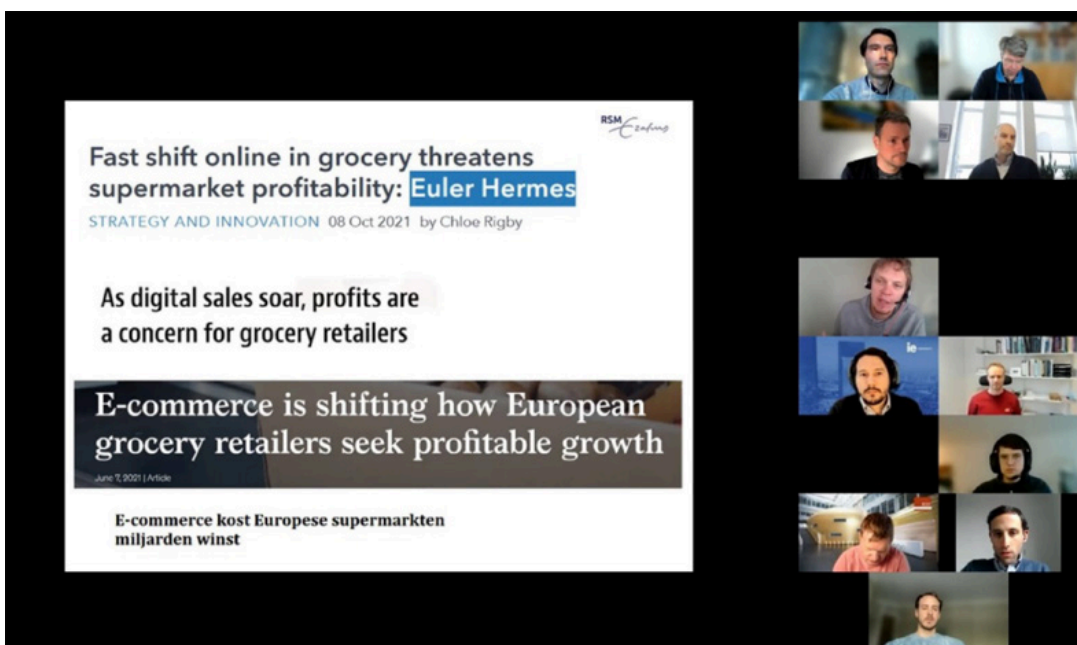 RSM
Erasmus
Fast shift online in grocery threatens
supermarket profitability: Euler Hermes
STRATEGY AND INNOVATION 08 Oct 2021 by Chloe Rigby
As digital sales soar, profits are
a concern for grocery retailers
E-commerce is shifting how European
grocery retailers seek profitable growth
June 7, 2021 | Article
E-commerce kost Europese supermarkten
miljarden winst
ie